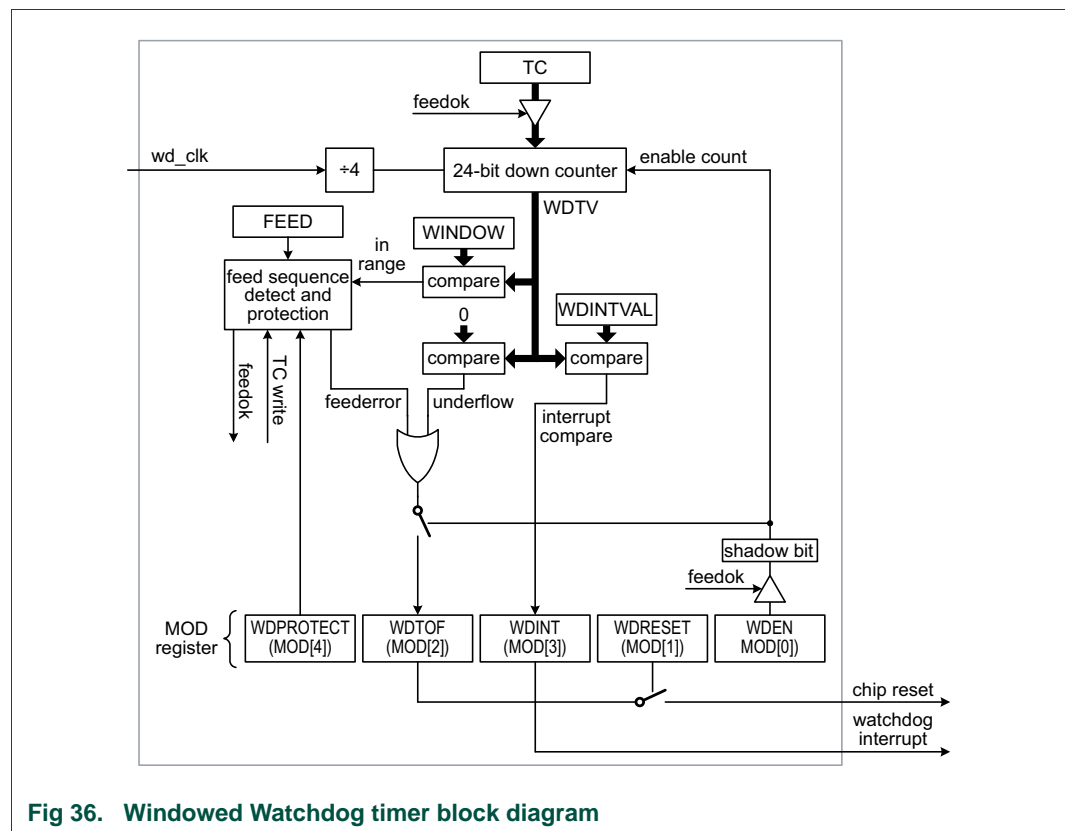 TC
feedok
wd_clk
÷4
24-bit down counter
enable count
WDTV
FEED
WINDOW
in
range
feed sequence
detect and
protection
compare
0
WDINTVAL
compare
compare
feedok
TC write
feederror
underflow
interrupt
compare
shadow bit
feedok
MOD
register
WDPROTECT
(MOD[4])
WDTOF
(MOD[2])
WDINT
(MOD[3])
WDRESET
(MOD[1])
WDEN
MOD[0])
chip reset
watchdog
interrupt
Fig 36. Windowed Watchdog timer block diagram